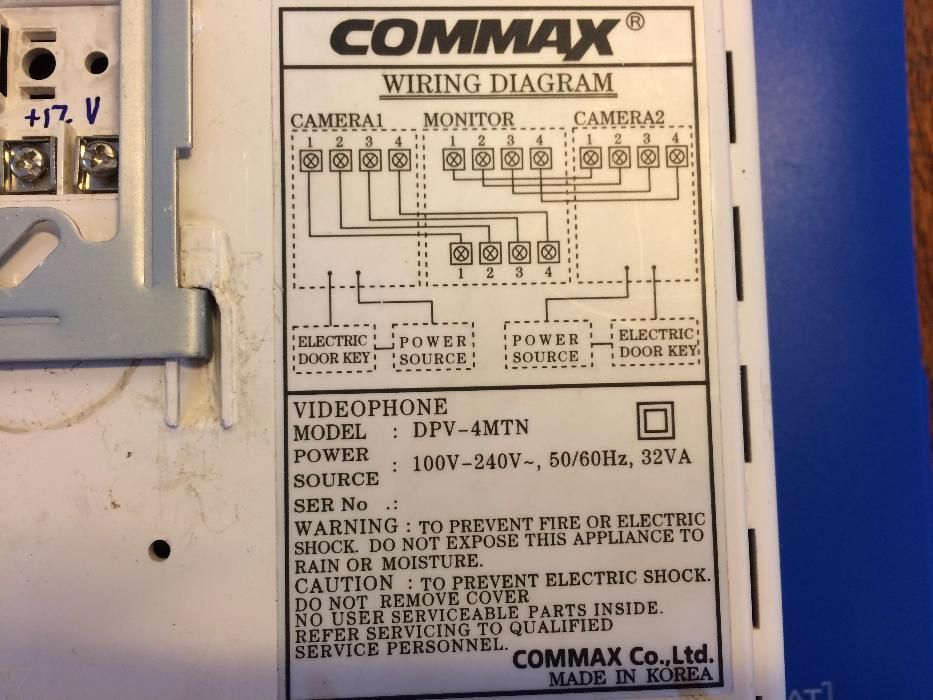 +17. V
COMMAX®
WIRING DIAGRAM
CAMERA1 MONITOR CAMERA2
1 2 3 4 1 2 3 4 1 2 3 4
1 2 3 4
ELECTRIC DOOR KEY
POWER SOURCE
POWER SOURCE
ELECTRIC DOOR KEY
VIDEOPHONE
MODEL : DPV-4MTN
POWER SOURCE : 100V-240V~, 50/60Hz, 32VA
SER No .:
WARNING : TO PREVENT FIRE OR ELECTRIC
SHOCK. DO NOT EXPOSE THIS APPLIANCE TO
RAIN OR MOISTURE.
CAUTION : TO PREVENT ELECTRIC SHOCK.
DO NOT REMOVE COVER
NO USER SERVICEABLE PARTS INSIDE.
REFER SERVICING TO QUALIFIED
SERVICE PERSONNEL.
COMMAX Co.,Ltd.
MADE IN KOREA